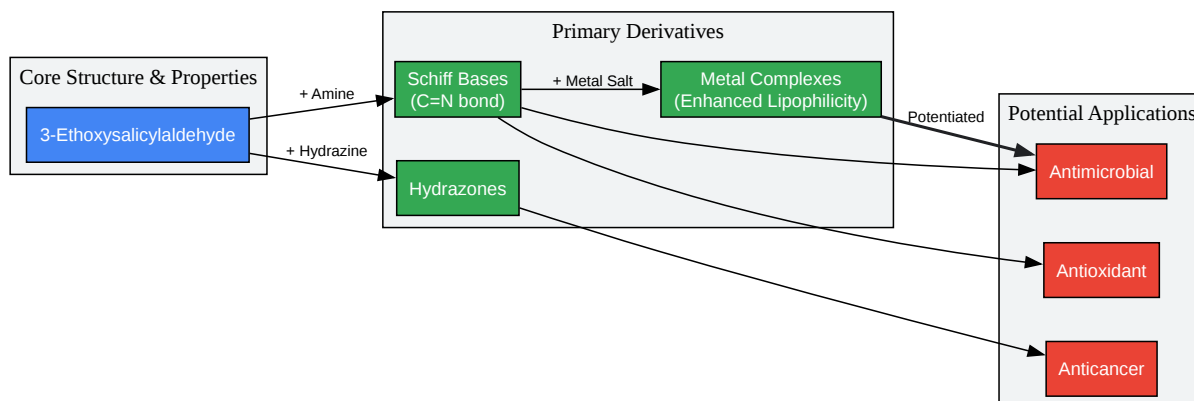 Core Structure & Properties
3-Ethoxysalicylaldehyde
+ Amine
+ Hydrazine
Primary Derivatives
Schiff Bases
(C=N bond)
+ Metal Salt
Metal Complexes
(Enhanced Lipophilicity)
Hydrazones
Potentiated
Potential Applications
Antimicrobial
Antioxidant
Anticancer